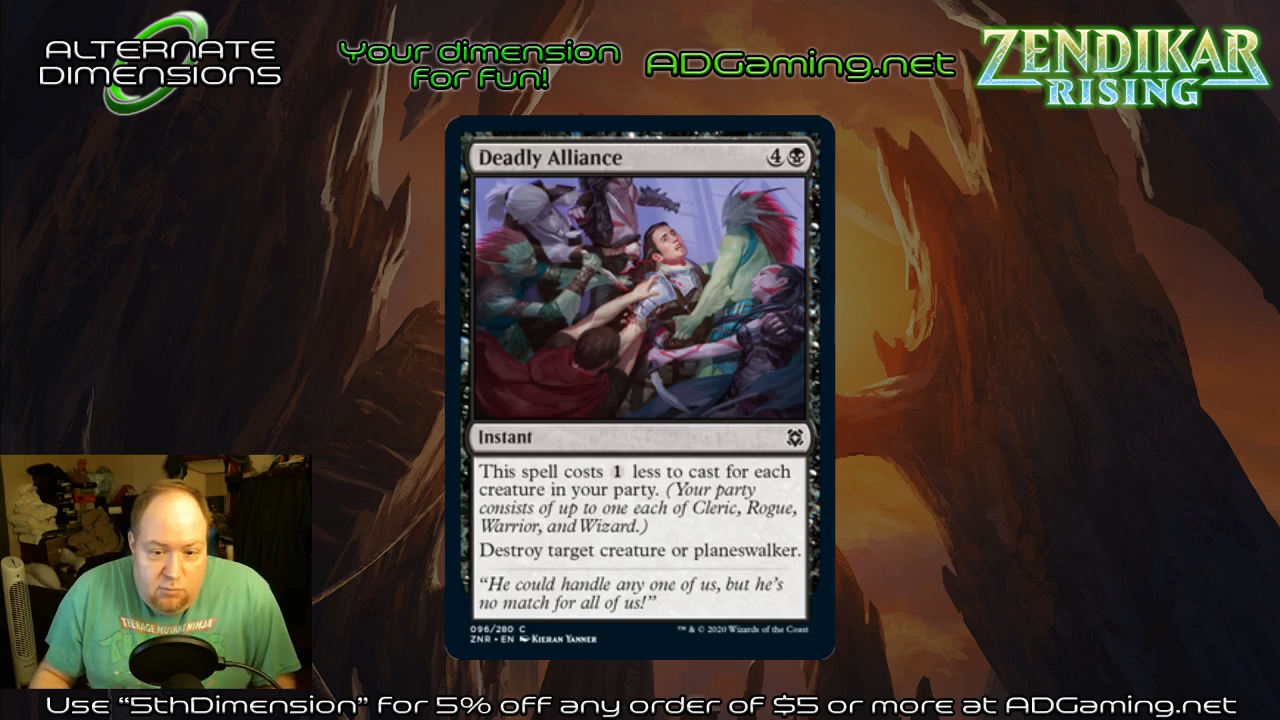 ALTERNATE
DIMENSIONS
Your dimension
for fun!
ADGaming.net
ZENDIKAR
RISING
Deadly Alliance 4
Instant
This spell costs 1 less to cast for each
creature in your party. (Your party
consists of up to one each of Cleric, Rogue,
Warrior, and Wizard.)
Destroy target creature or planeswalker.
“He could handle any one of us, but he’s
no match for all of us!”
096/280 C
ZNR • EN KIERAN YANNER
™ & © 2020 Wizards of the Coast
TEENAGE MUTANT NINJA
Use “5thDimension” for 5% off any order of $5 or more at ADGaming.net